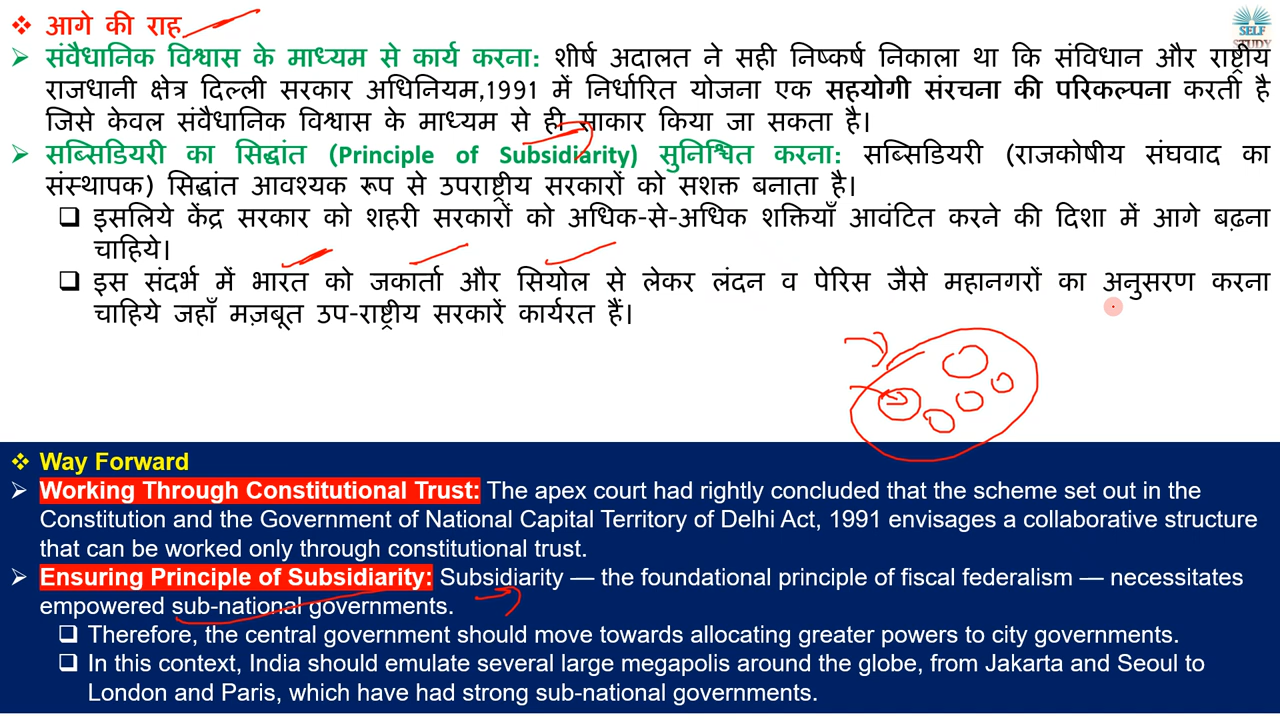 ❖ आगे की राह
SELF STUDY
➤ संवैधानिक विश्वास के माध्यम से कार्य करना: शीर्ष अदालत ने सही निष्कर्ष निकाला था कि संविधान और राष्ट्रीय
राजधानी क्षेत्र दिल्ली सरकार अधिनियम,1991 में निर्धारित योजना एक सहयोगी संरचना की परिकल्पना करती है
जिसे केवल संवैधानिक विश्वास के माध्यम से ही साकार किया जा सकता है।
➤ सब्सिडियरी का सिद्धांत (Principle of Subsidiarity) सुनिश्चित करना: सब्सिडियरी (राजकोषीय संघवाद का
संस्थापक) सिद्धांत आवश्यक रूप से उपराष्ट्रीय सरकारों को सशक्त बनाता है।
❑ इसलिये केंद्र सरकार को शहरी सरकारों को अधिक-से-अधिक शक्तियाँ आवंटित करने की दिशा में आगे बढ़ना
चाहिये।
❑ इस संदर्भ में भारत को जकार्ता और सियोल से लेकर लंदन व पेरिस जैसे महानगरों का अनुसरण करना
चाहिये जहाँ मज़बूत उप-राष्ट्रीय सरकारें कार्यरत हैं।
❖ Way Forward
➤ Working Through Constitutional Trust: The apex court had rightly concluded that the scheme set out in the
Constitution and the Government of National Capital Territory of Delhi Act, 1991 envisages a collaborative structure
that can be worked only through constitutional trust.
➤ Ensuring Principle of Subsidiarity: Subsidiarity — the foundational principle of fiscal federalism — necessitates
empowered sub-national governments.
❑ Therefore, the central government should move towards allocating greater powers to city governments.
❑ In this context, India should emulate several large megapolis around the globe, from Jakarta and Seoul to
London and Paris, which have had strong sub-national governments.